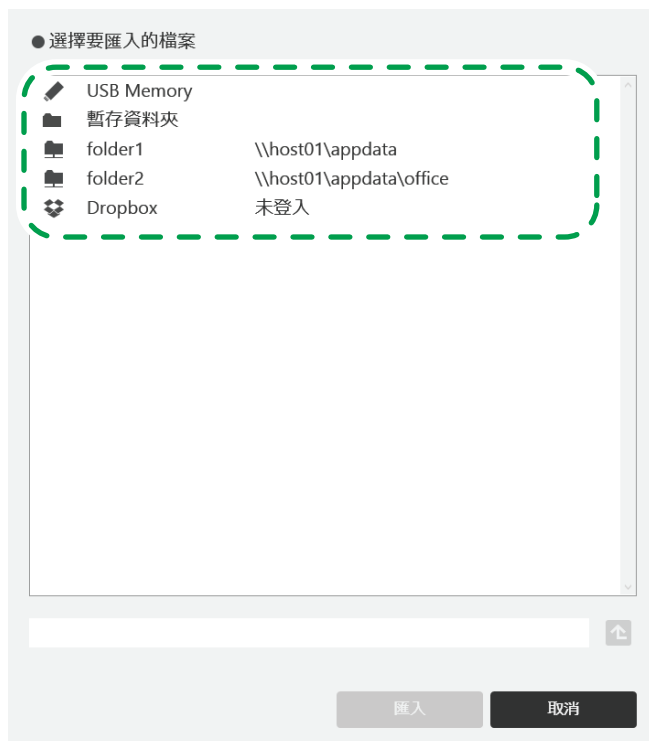 ●選擇要匯入的檔案
USB Memory
暫存資料夾
folder1 \\host01\appdata
folder2 \\host01\appdata\office
Dropbox 未登入
匯入 取消